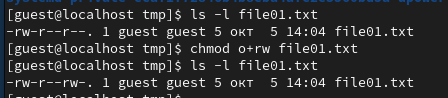 [guest@localhost tmp]$ ls -l file01.txt
-rw-r--r--. 1 guest guest 5 окт  5 14:04 file01.txt
[guest@localhost tmp]$ chmod o+rw file01.txt
[guest@localhost tmp]$ ls -l file01.txt
-rw-r--rw-. 1 guest guest 5 окт  5 14:04 file01.txt